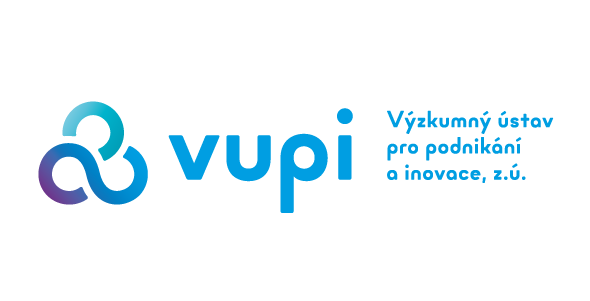 vupi
Výzkumný ústav
pro podnikání
a inovace, z.ú.